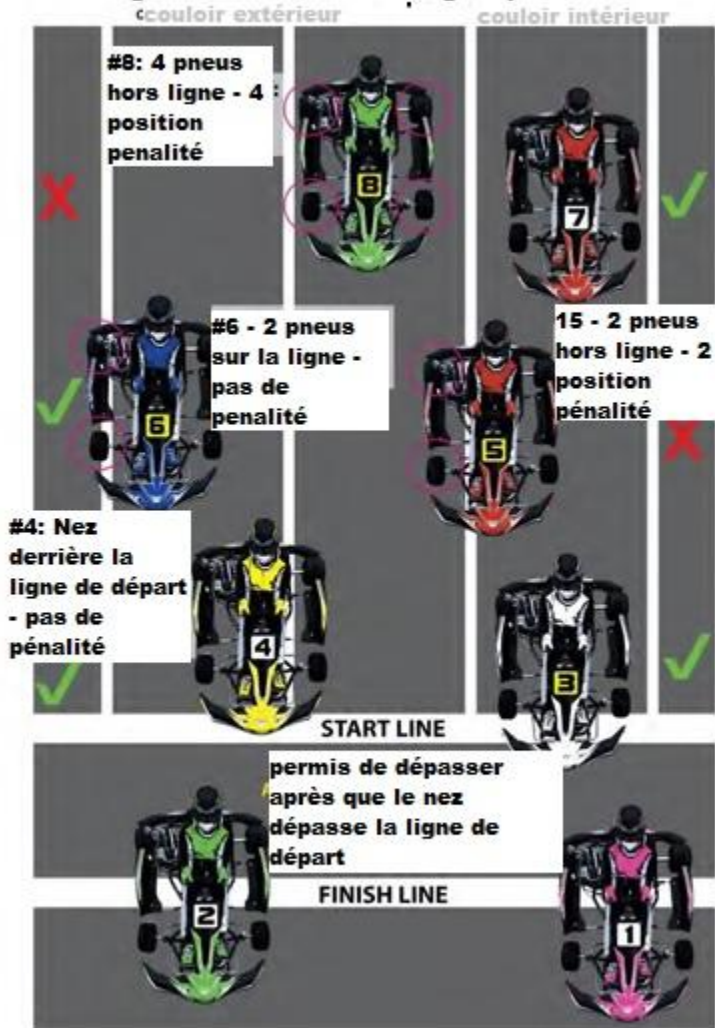 couloir extérieur
couloir intérieur
#8: 4 pneus
hors ligne - 4
position
penalité
8
7
#6 - 2 pneus
sur la ligne -
pas de
penalité
15 - 2 pneus
hors ligne - 2
position
pénalité
6
5
#4: Nez
derrière la
ligne de départ
- pas de
pénalité
4
3
START LINE
permis de dépasser
après que le nez
dépasse la ligne de
départ
FINISH LINE
2
1